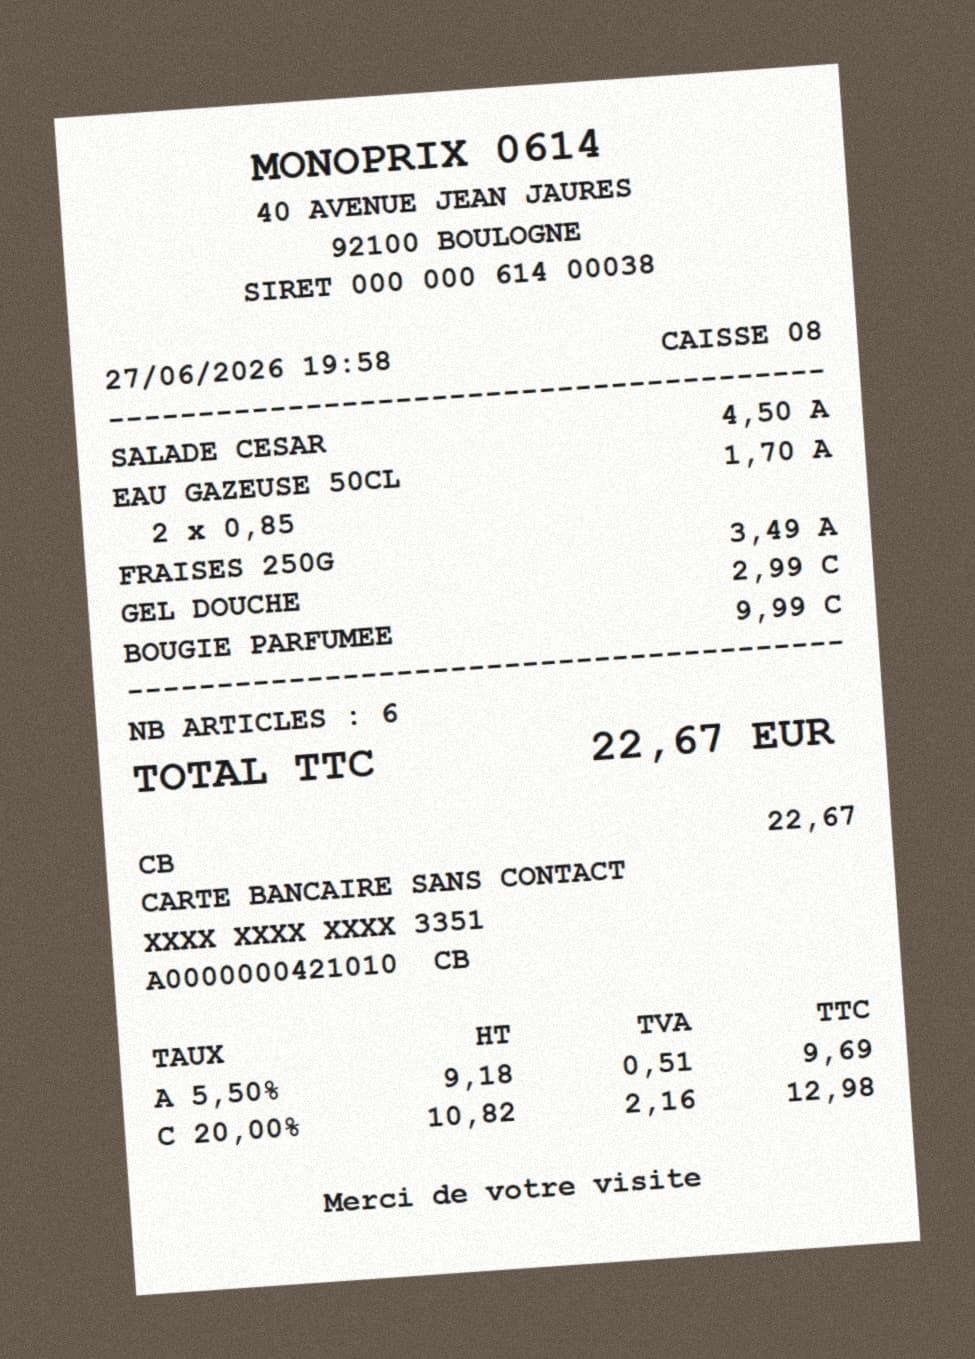 MONOPRIX 0614
40 AVENUE JEAN JAURES
92100 BOULOGNE
SIRET 000 000 614 00038
27/06/2026 19:58 CAISSE 08
----------------------------------------
SALADE CESAR 4,50 A
EAU GAZEUSE 50CL 1,70 A
2 x 0,85
FRAISES 250G 3,49 A
GEL DOUCHE 2,99 C
BOUGIE PARFUMEE 9,99 C
----------------------------------------
NB ARTICLES : 6
TOTAL TTC 22,67 EUR
CB 22,67
CARTE BANCAIRE SANS CONTACT
XXXX XXXX XXXX 3351
A0000000421010 CB
TAUX HT TVA TTC
A 5,50% 9,18 0,51 9,69
C 20,00% 10,82 2,16 12,98
Merci de votre visite